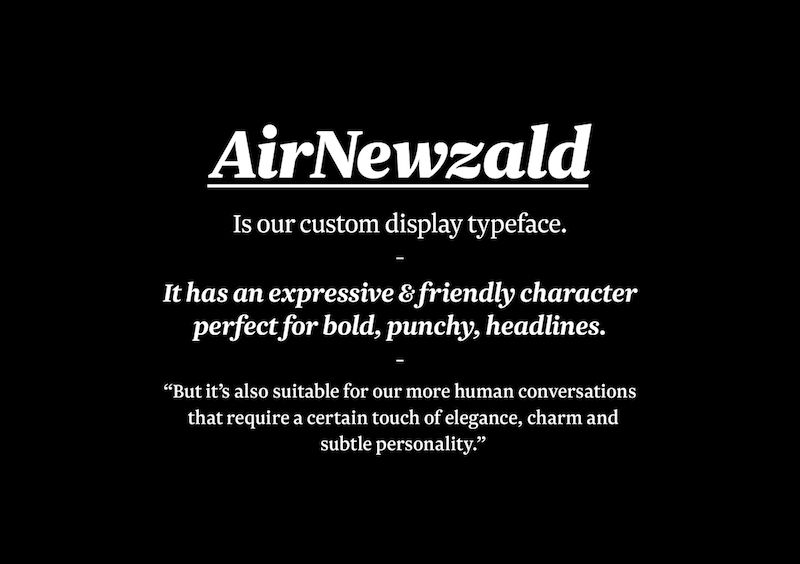 AirNewzald
Is our custom display typeface.
-
It has an expressive & friendly character
perfect for bold, punchy, headlines.
-
“But it’s also suitable for our more human conversations
that require a certain touch of elegance, charm and
subtle personality.”